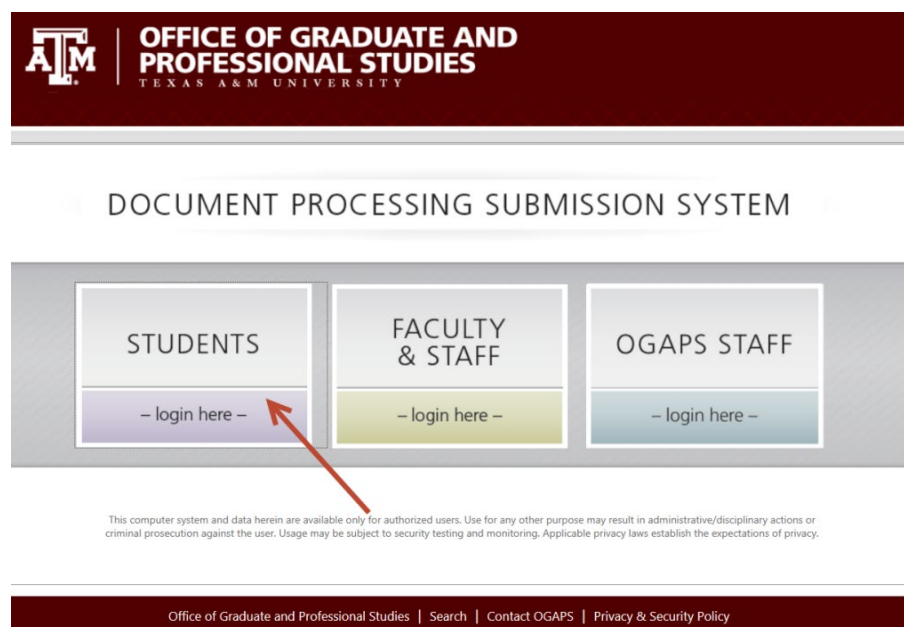 A T M
OFFICE OF GRADUATE AND
PROFESSIONAL STUDIES
TEXAS A&M UNIVERSITY
DOCUMENT PROCESSING SUBMISSION SYSTEM
STUDENTS
– login here –
FACULTY
& STAFF
– login here –
OGAPS STAFF
– login here –
This computer system and data herein are available only for authorized users. Use for any other purpose may result in administrative/disciplinary actions or
criminal prosecution against the user. Usage may be subject to security testing and monitoring. Applicable privacy laws establish the expectations of privacy.
Office of Graduate and Professional Studies | Search | Contact OGAPS | Privacy & Security Policy